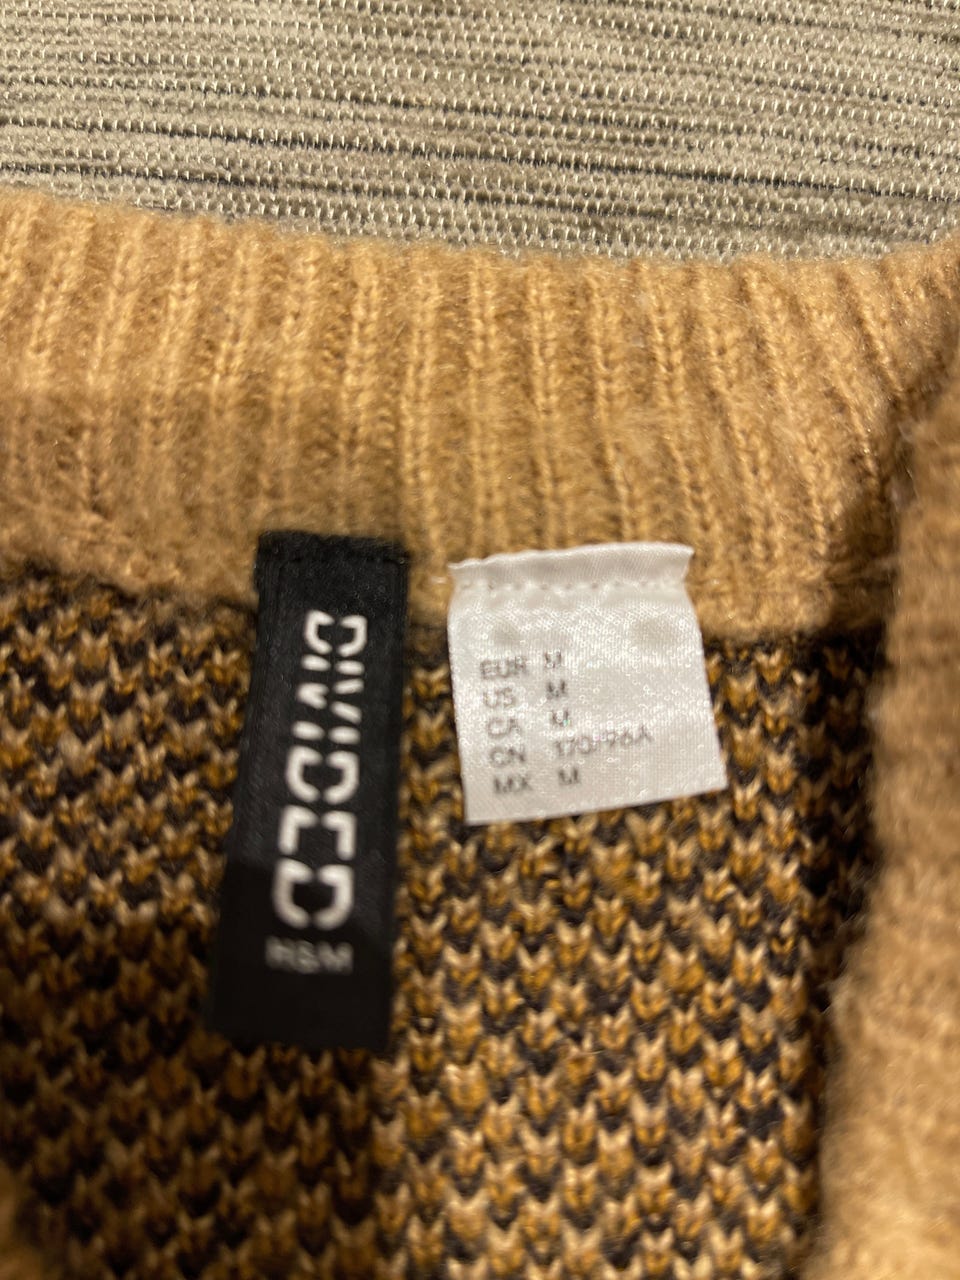 DIVIDED
H&M
EUR M
US M
CA M
CN 170/96A
MX M